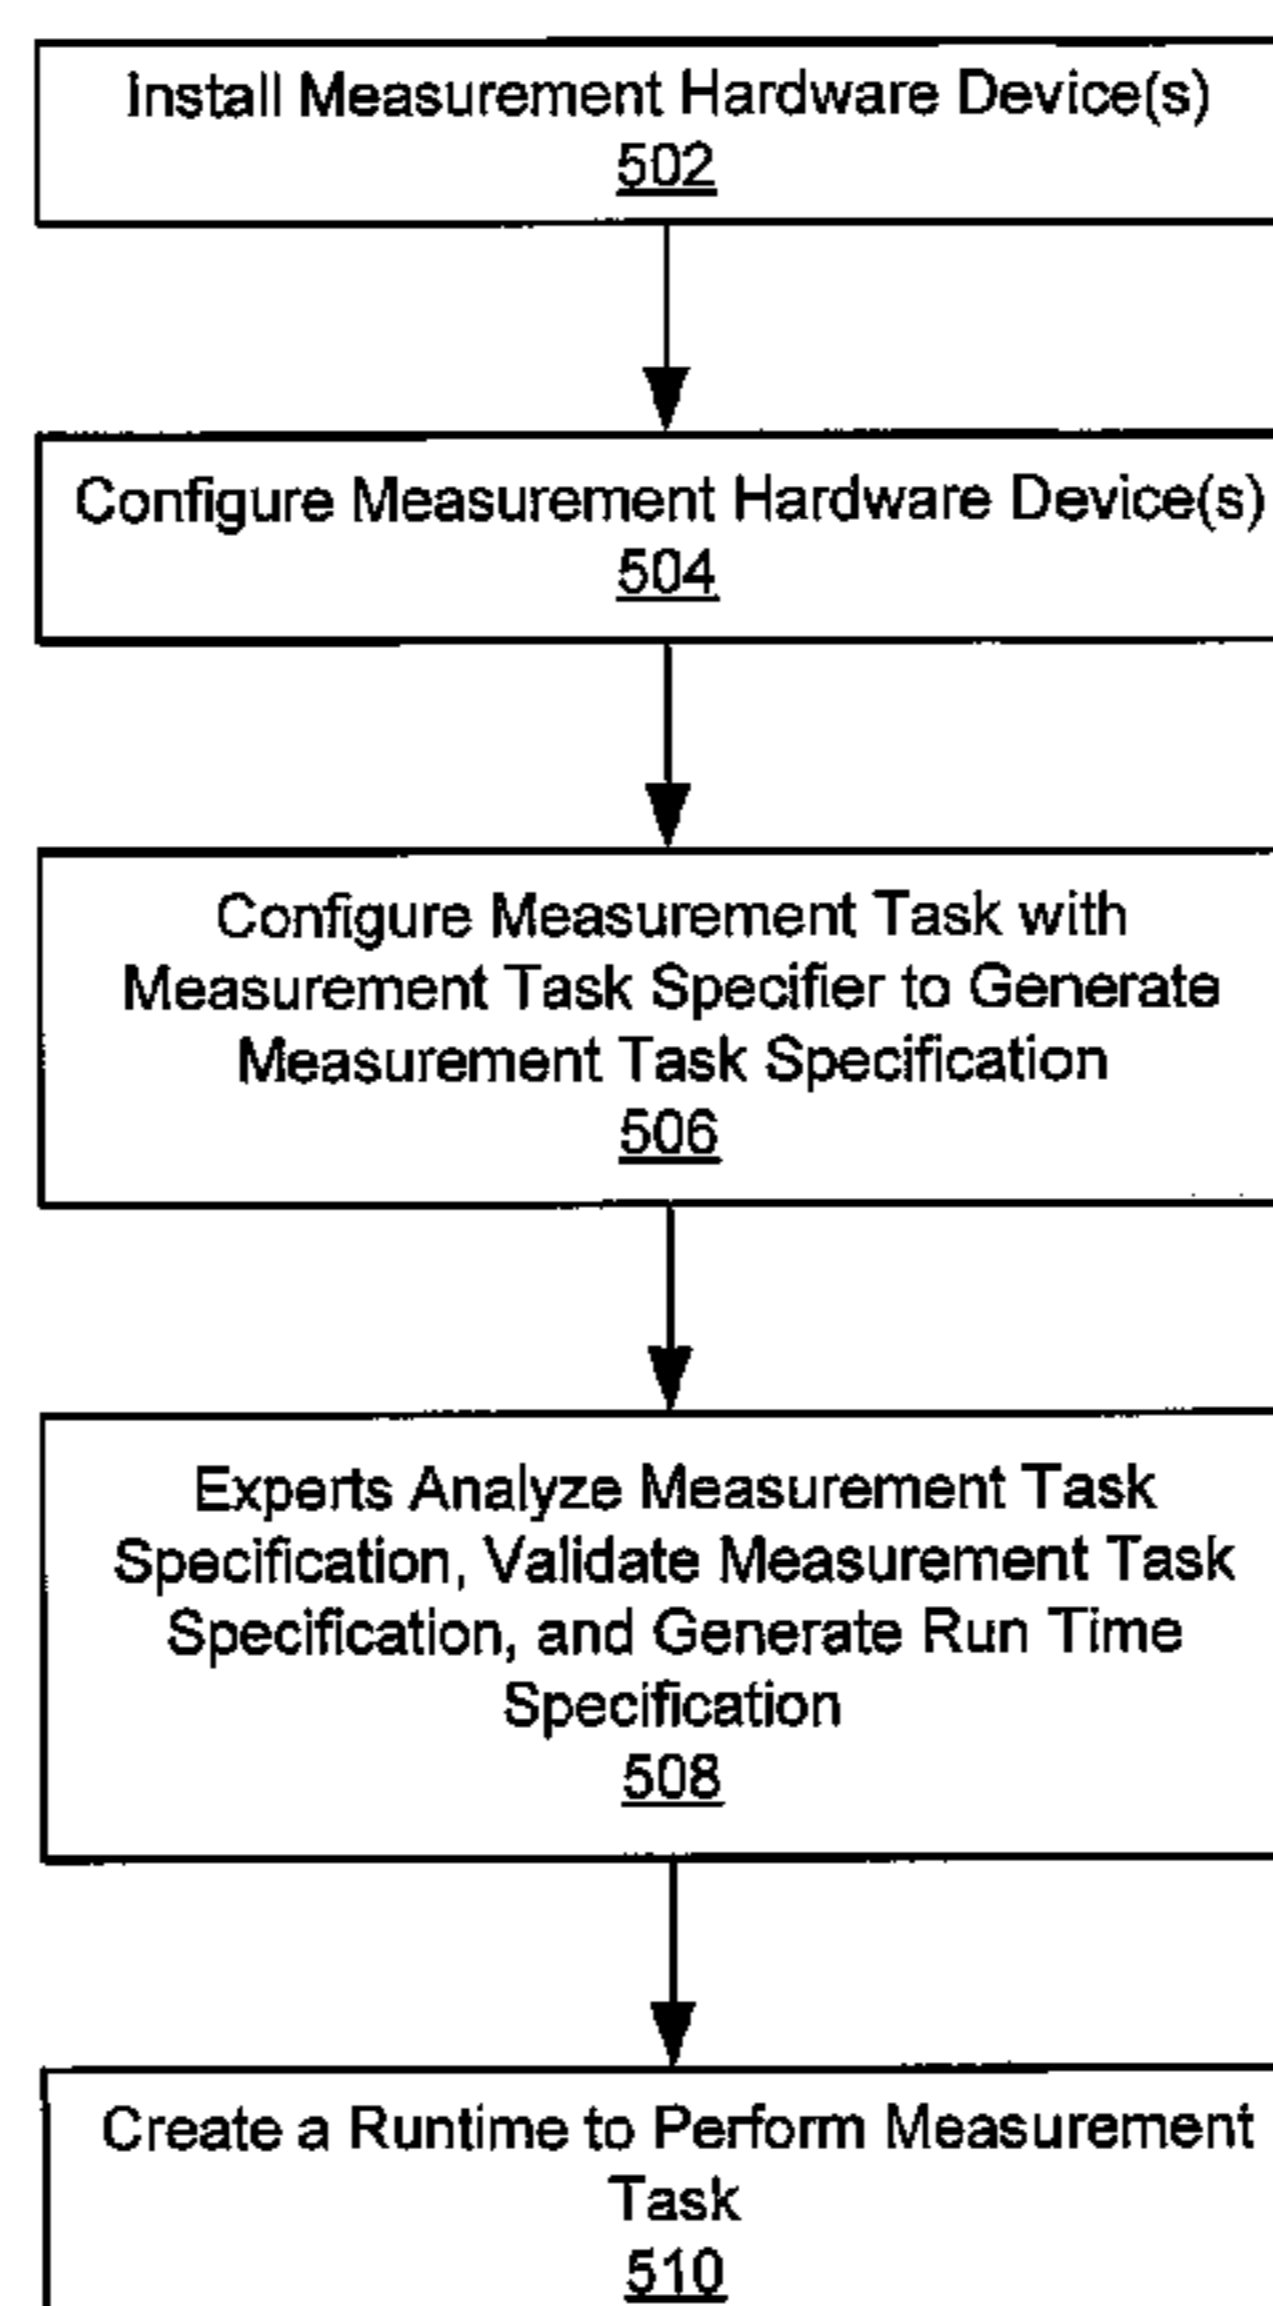 Install Measurement Hardware Device(s)
502
Configure Measurement Hardware Device(s)
504
Configure Measurement Task with
Measurement Task Specifier to Generate
Measurement Task Specification
506
Experts Analyze Measurement Task
Specification, Validate Measurement Task
Specification, and Generate Run Time
Specification
508
Create a Runtime to Perform Measurement
Task
510